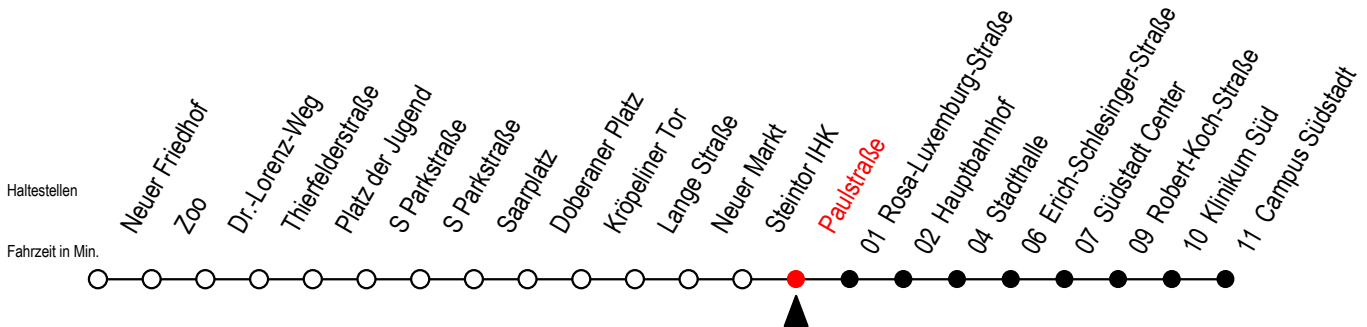 Haltestellen
Fahrzeit in Min.
Neuer Friedhof
Zoo
Dr.-Lorenz-Weg
Thierfelderstraße
Platz der Jugend
S Parkstraße
S Parkstraße
Saarplatz
Doberaner Platz
Kröpeliner Tor
Lange Straße
Neuer Markt
Steintor IHK
Paulstraße
01 Rosa-Luxemburg-Straße
02 Hauptbahnhof
04 Stadthalle
06 Erich-Schlesinger-Straße
07 Südstadt Center
09 Robert-Koch-Straße
10 Klinikum Süd
11 Campus Südstadt